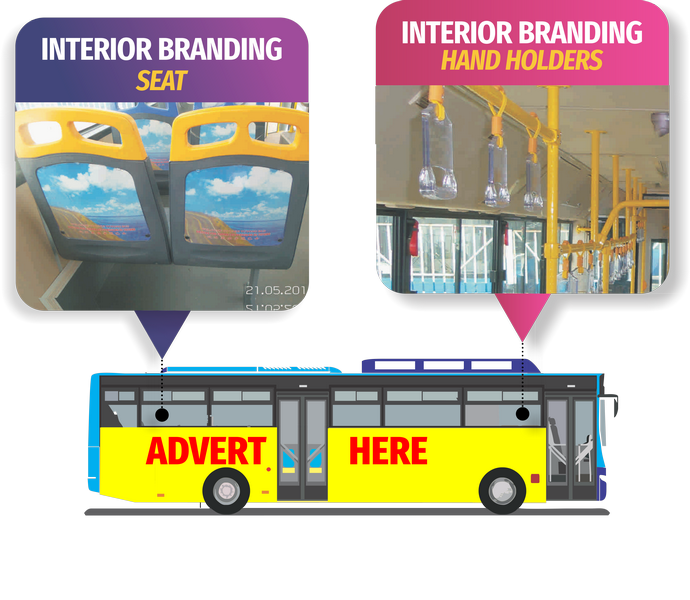 INTERIOR BRANDING
SEAT
INTERIOR BRANDING
HAND HOLDERS
21.05.201
ADVERT HERE